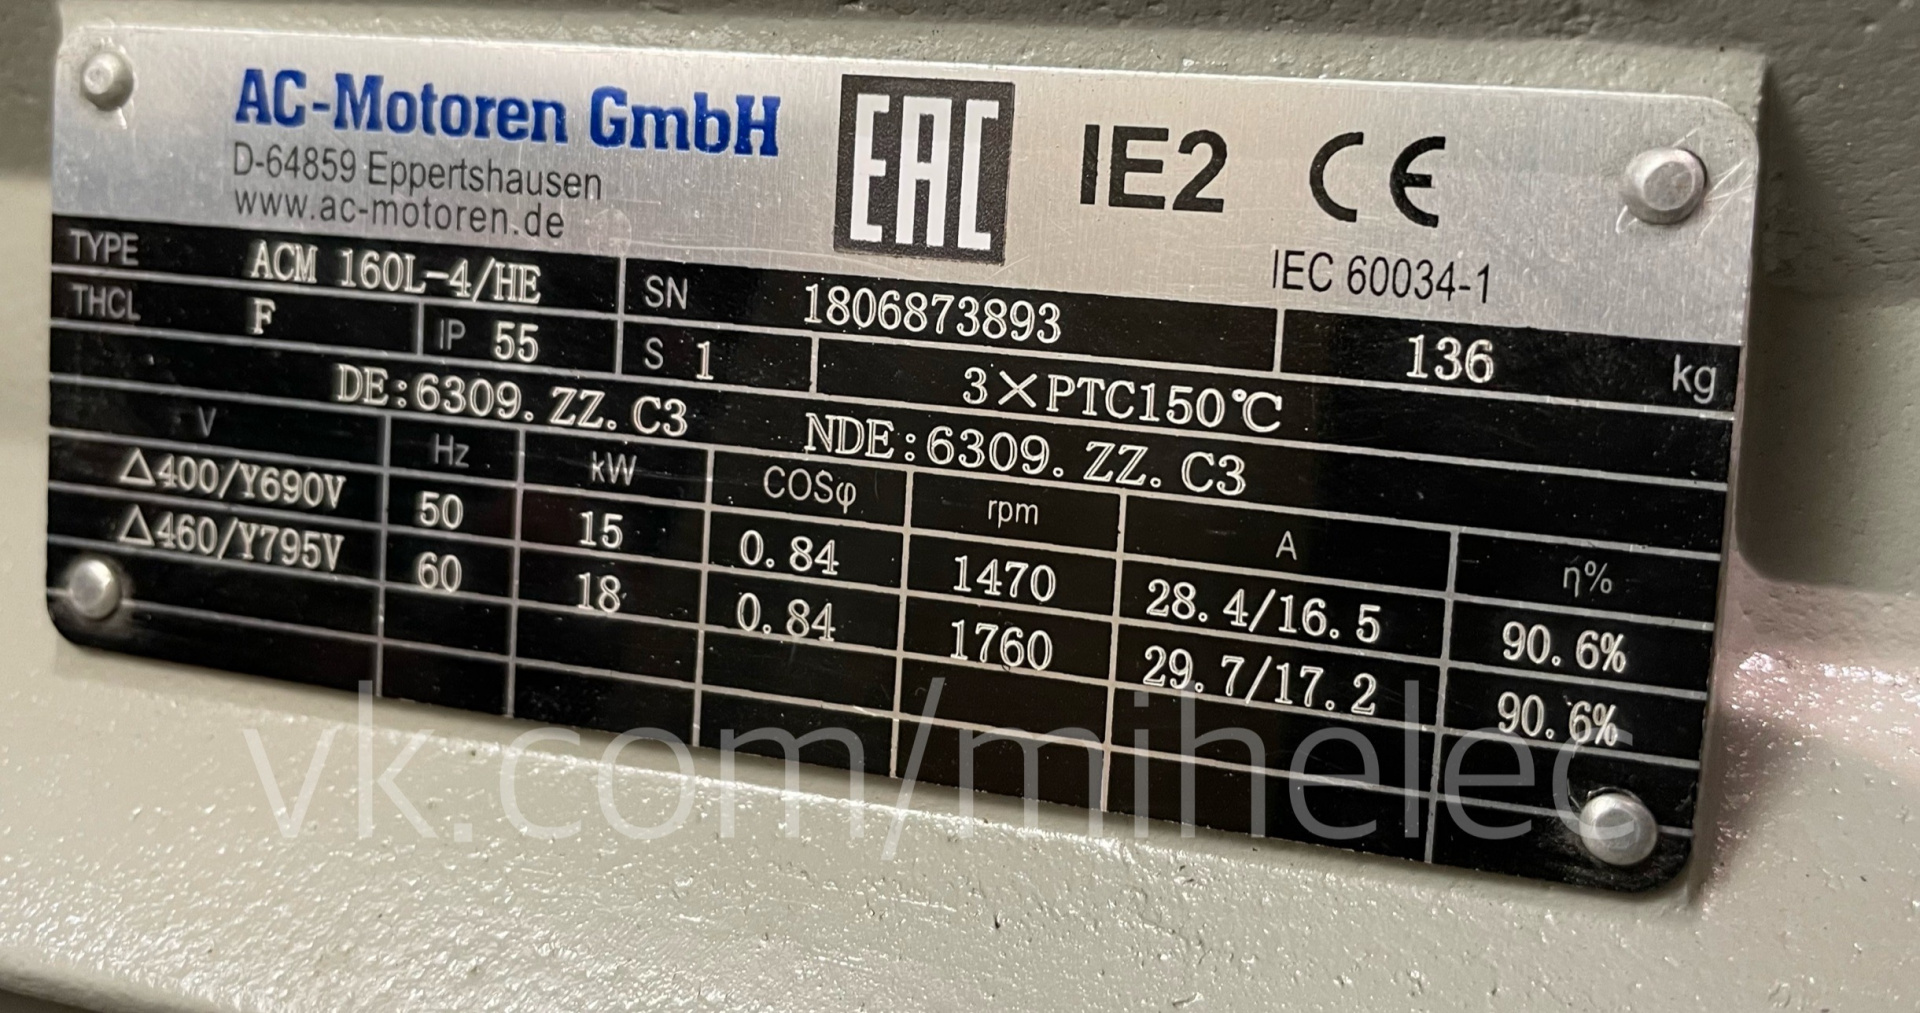 AC-Motoren GmbH
D-64859 Eppertshausen
www.ac-motoren.de
EAC
IE2 CE
IEC 60034-1
TYPE ACM 160L-4/HE SN 1806873893 136 kg
THCL F IP 55 S 1 3×PTC150℃
DE:6309.ZZ.C3 NDE:6309.ZZ.C3
V Hz kW COSφ rpm A η%
△400/Y690V 50 15 0.84 1470 28.4/16.5 90.6%
△460/Y795V 60 18 0.84 1760 29.7/17.2 90.6%
vk.com/mihelec